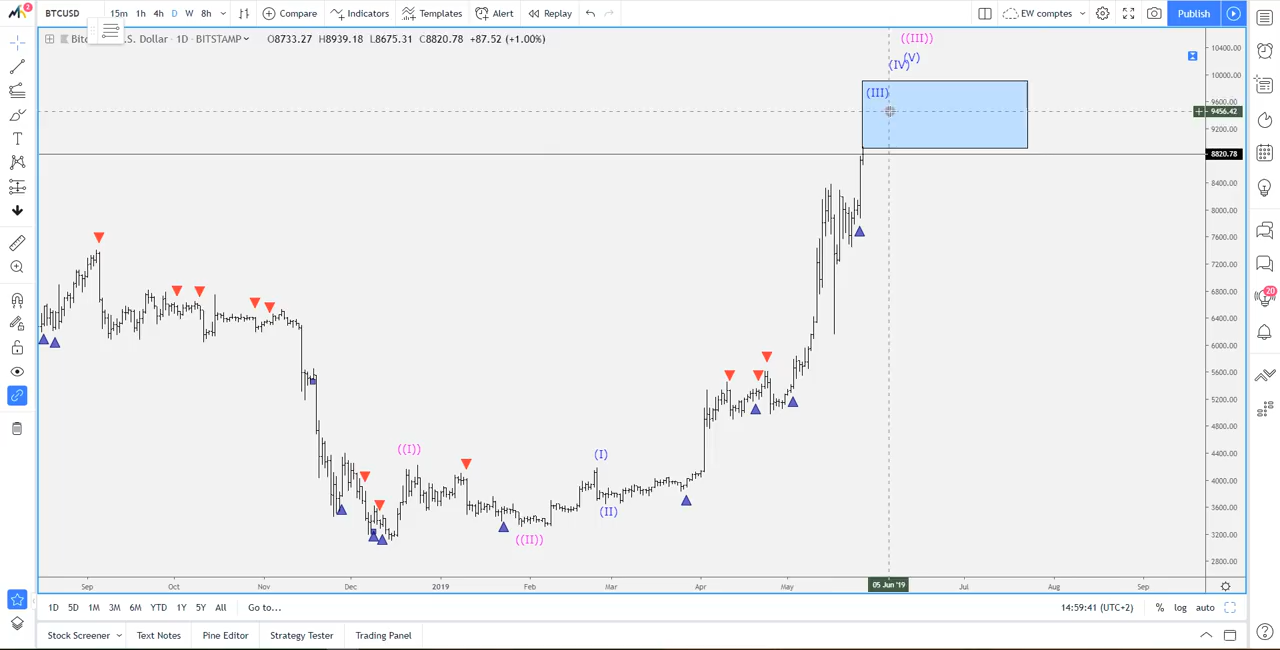 2
BTCUSD 15m 1h 4h D W 8h Compare Indicators Templates Alert Replay EW comptes Publish
Bitc .S. Dollar · 1D · BITSTAMP O8733.27 H8939.18 L8675.31 C8820.78 +87.52 (+1.00%)
((III))
(V)
(IV)
(III)
((I))
((II))
(I)
(II)
10400.00
10000.00
9600.00
9456.42
9200.00
8820.78
8400.00
8000.00
7600.00
7200.00
6800.00
6400.00
6000.00
5600.00
5200.00
4800.00
4400.00
4000.00
3600.00
3200.00
2800.00
20
Sep Oct Nov Dec 2019 Feb Mar Apr May 05 Jun '19 Jul Aug Sep
1D 5D 1M 3M 6M YTD 1Y 5Y All Go to... 14:59:41 (UTC+2) % log auto
Stock Screener Text Notes Pine Editor Strategy Tester Trading Panel